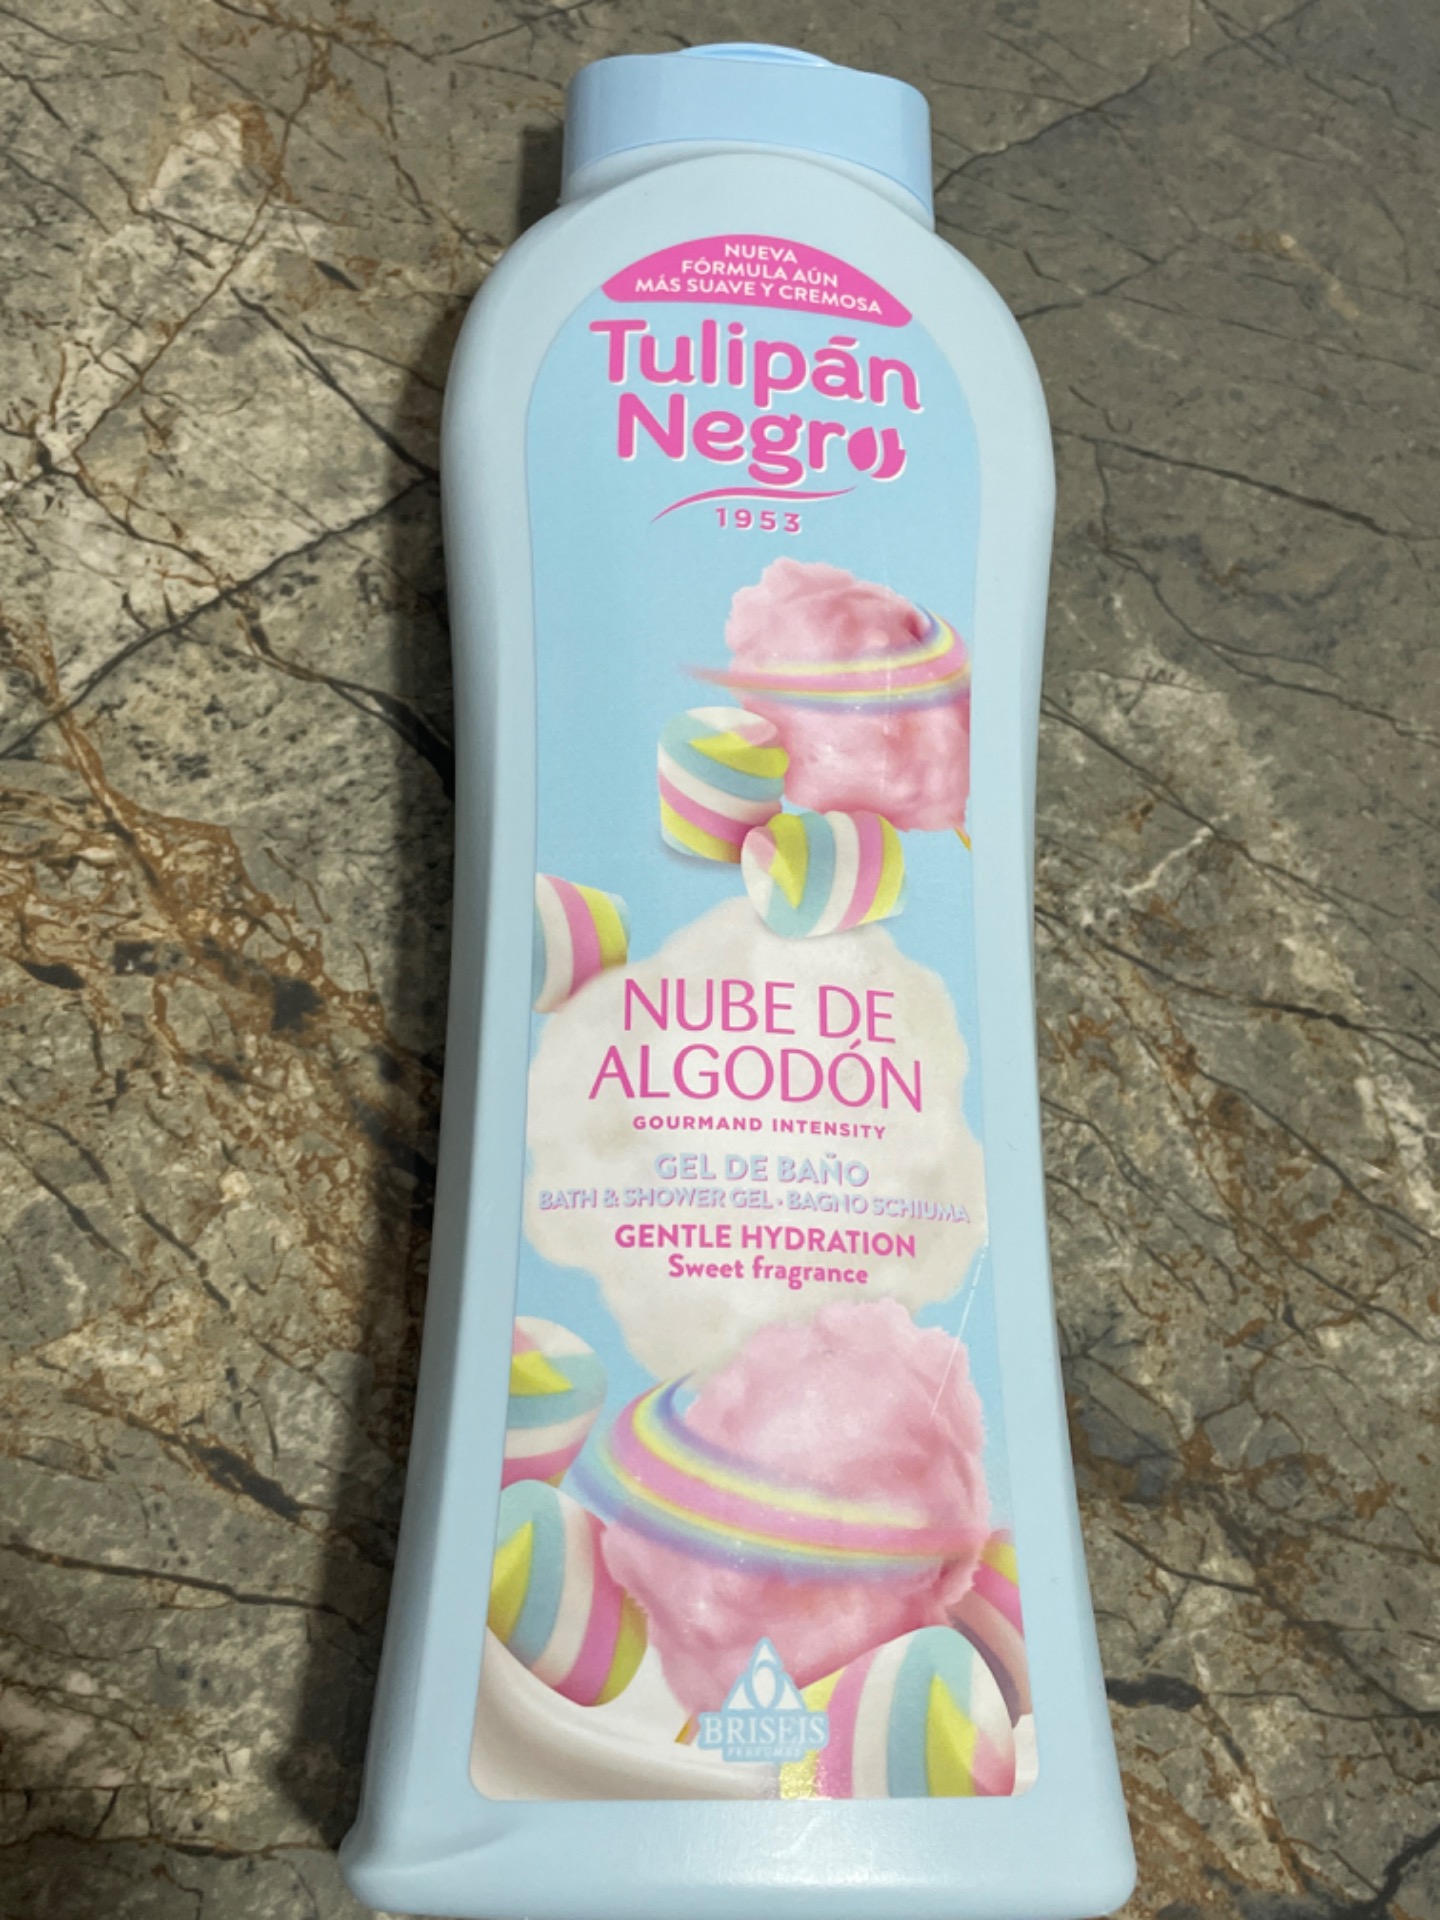 NUEVA
FÓRMULA AÚN
MÁS SUAVE Y CREMOSA
Tulipán
Negro
1953
NUBE DE
ALGODÓN
GOURMAND INTENSITY
GEL DE BAÑO
BATH & SHOWER GEL • BAGNO SCHIUMA
GENTLE HYDRATION
Sweet fragrance
BRISEIS
PERFUMES